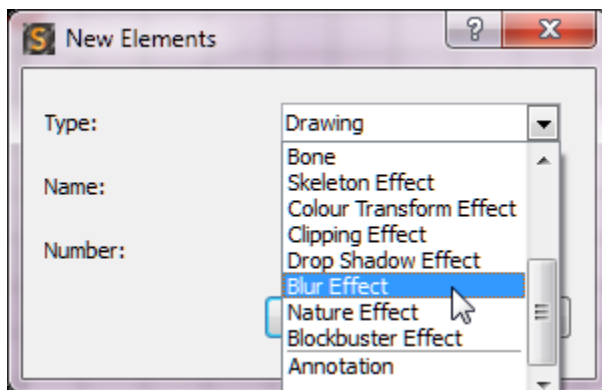 New Elements
Type:
Drawing
Bone
Name:
Skeleton Effect
Colour Transform Effect
Clipping Effect
Number:
Drop Shadow Effect
Blur Effect
Nature Effect
Blockbuster Effect
Annotation